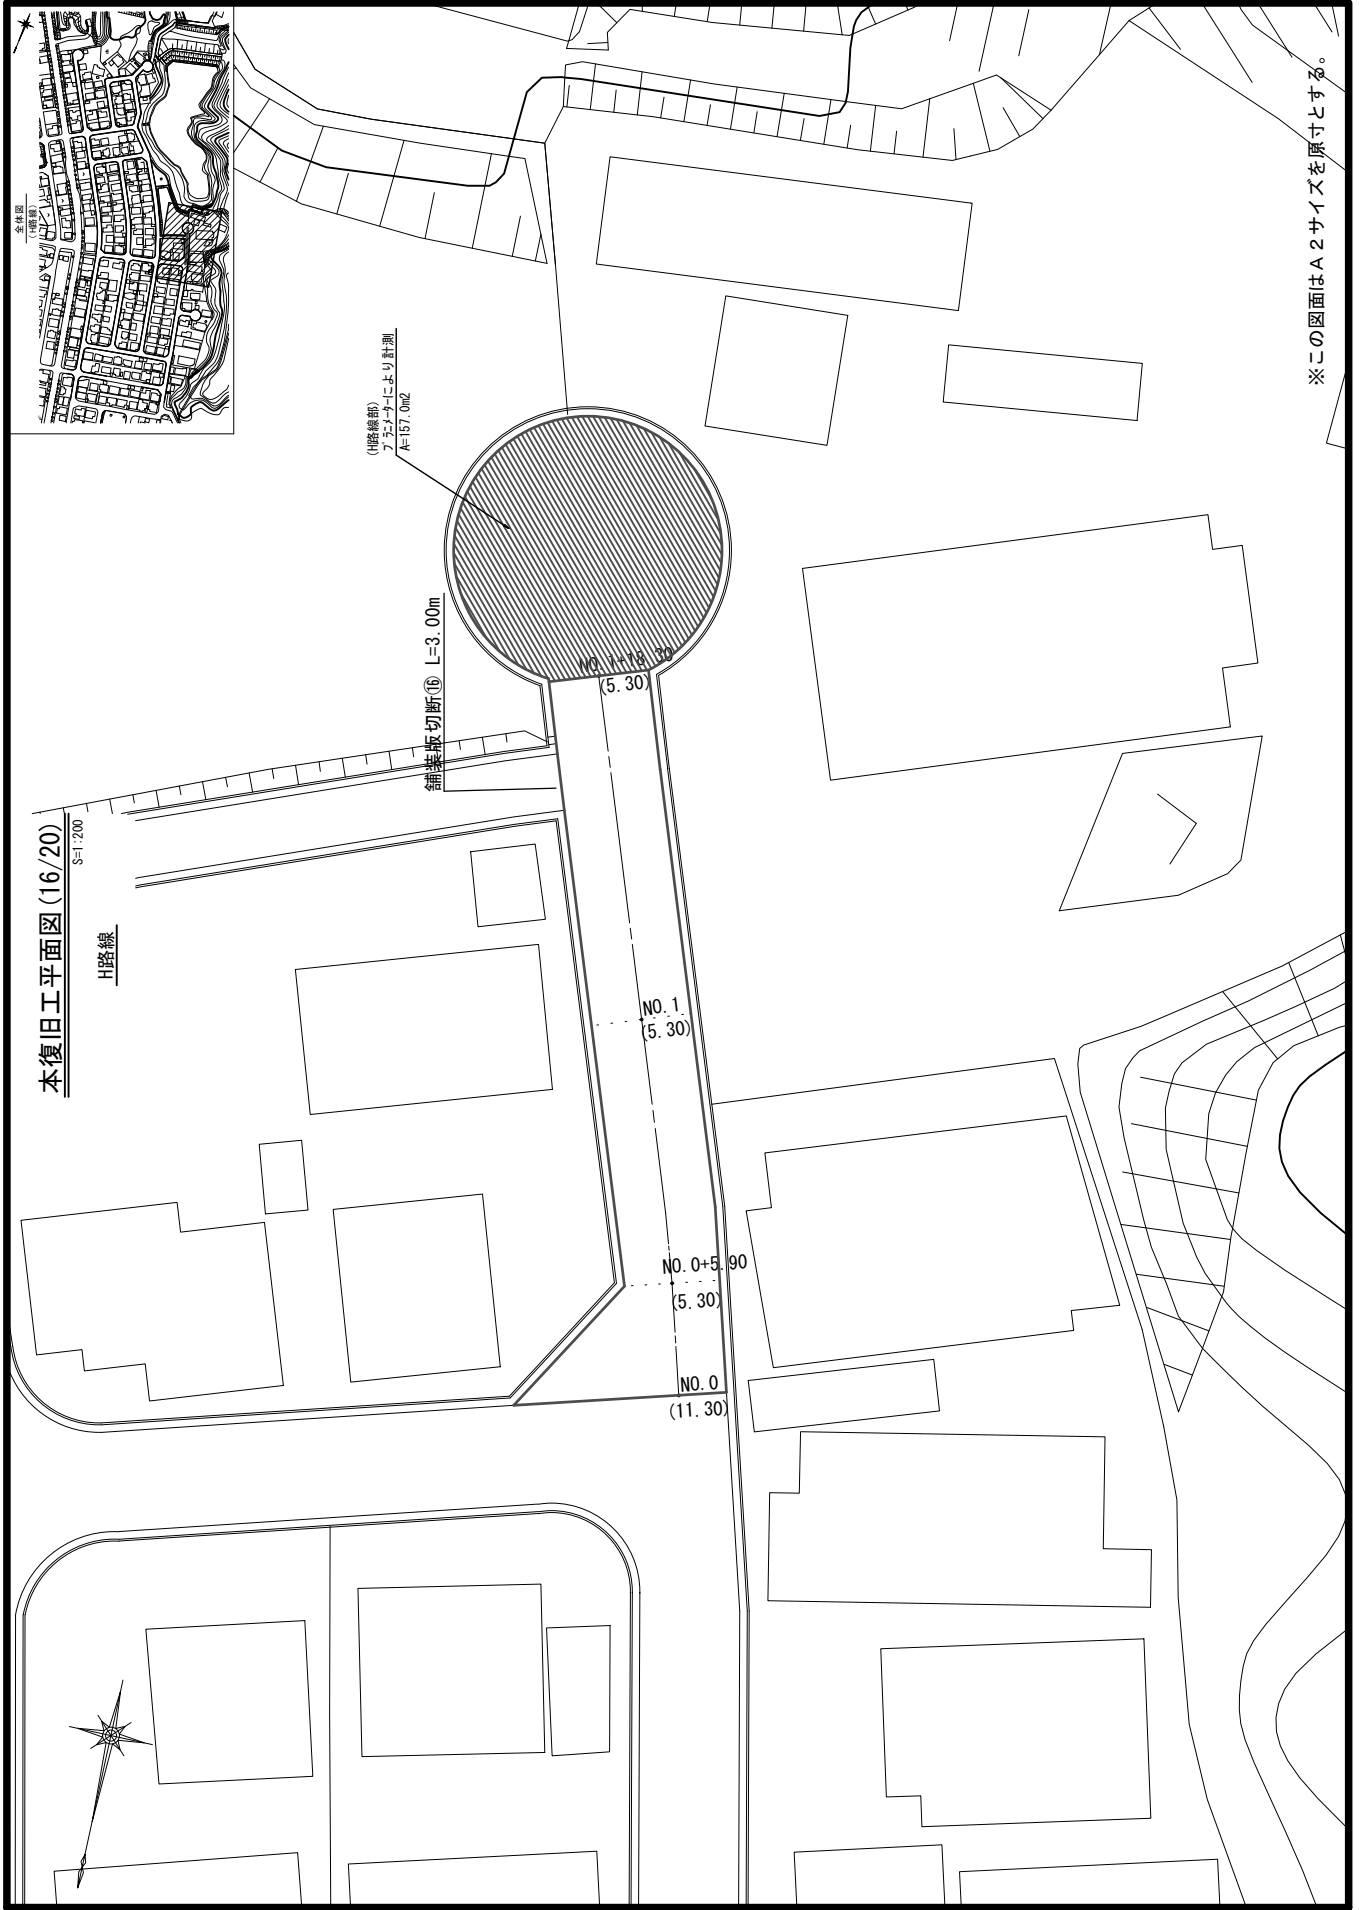 本復旧工平面図(16/20)
S=1:200
H路線
全体図
(H路線)
(H路線部)
プラニメーターにより計測
A=157.0m2
舗装版切断⑯ L=3.00m
NO.1+18.30
(5.30)
NO.1
(5.30)
NO.0+5.90
(5.30)
NO.0
(11.30)
※この図面はA2サイズを原寸とする。